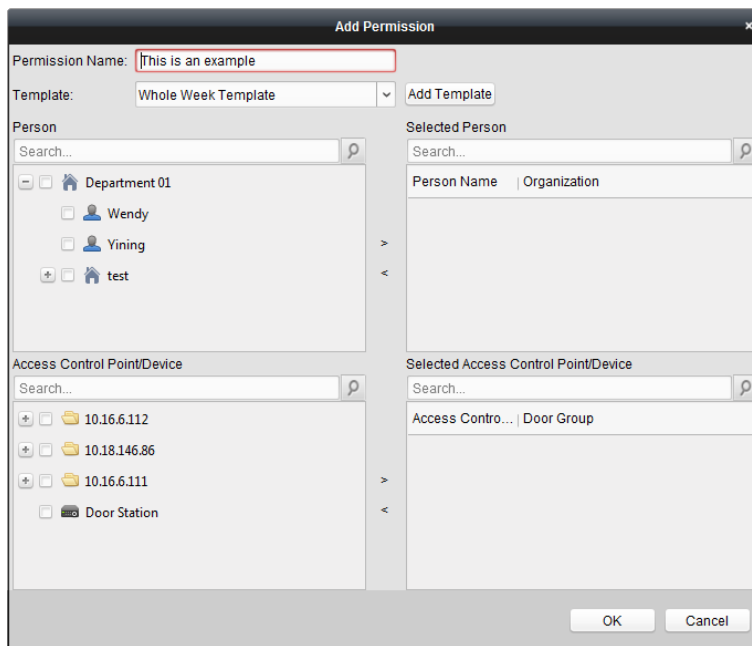 Add Permission
Permission Name: This is an example
Template: Whole Week Template Add Template
Person Selected Person
Search... Search...
Department 01 Person Name Organization
Wendy
Yining > 
test <
Access Control Point/Device Selected Access Control Point/Device
Search... Search...
10.16.6.112 Access Contro... Door Group
10.18.146.86
10.16.6.111 >
Door Station <
OK Cancel